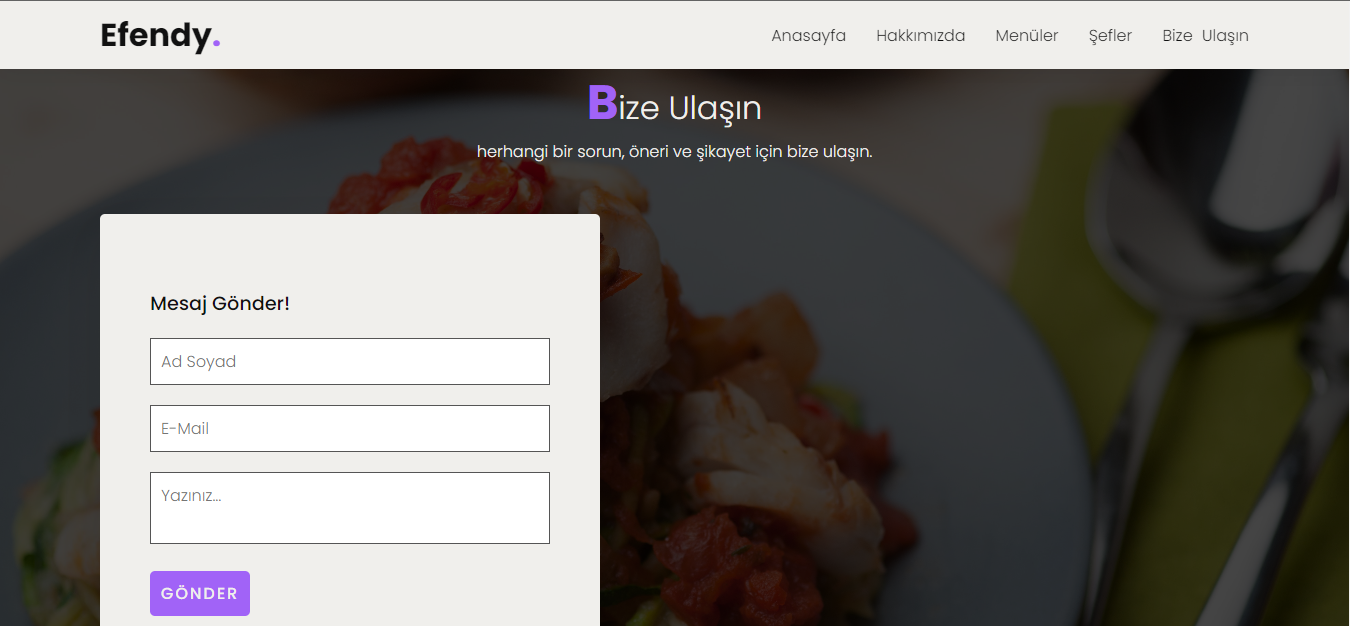 Efendy.
Anasayfa Hakkımızda Menüler Şefler Bize Ulaşın
Bize Ulaşın
herhangi bir sorun, öneri ve şikayet için bize ulaşın.
Mesaj Gönder!
Ad Soyad
E-Mail
Yazınız...
GÖNDER